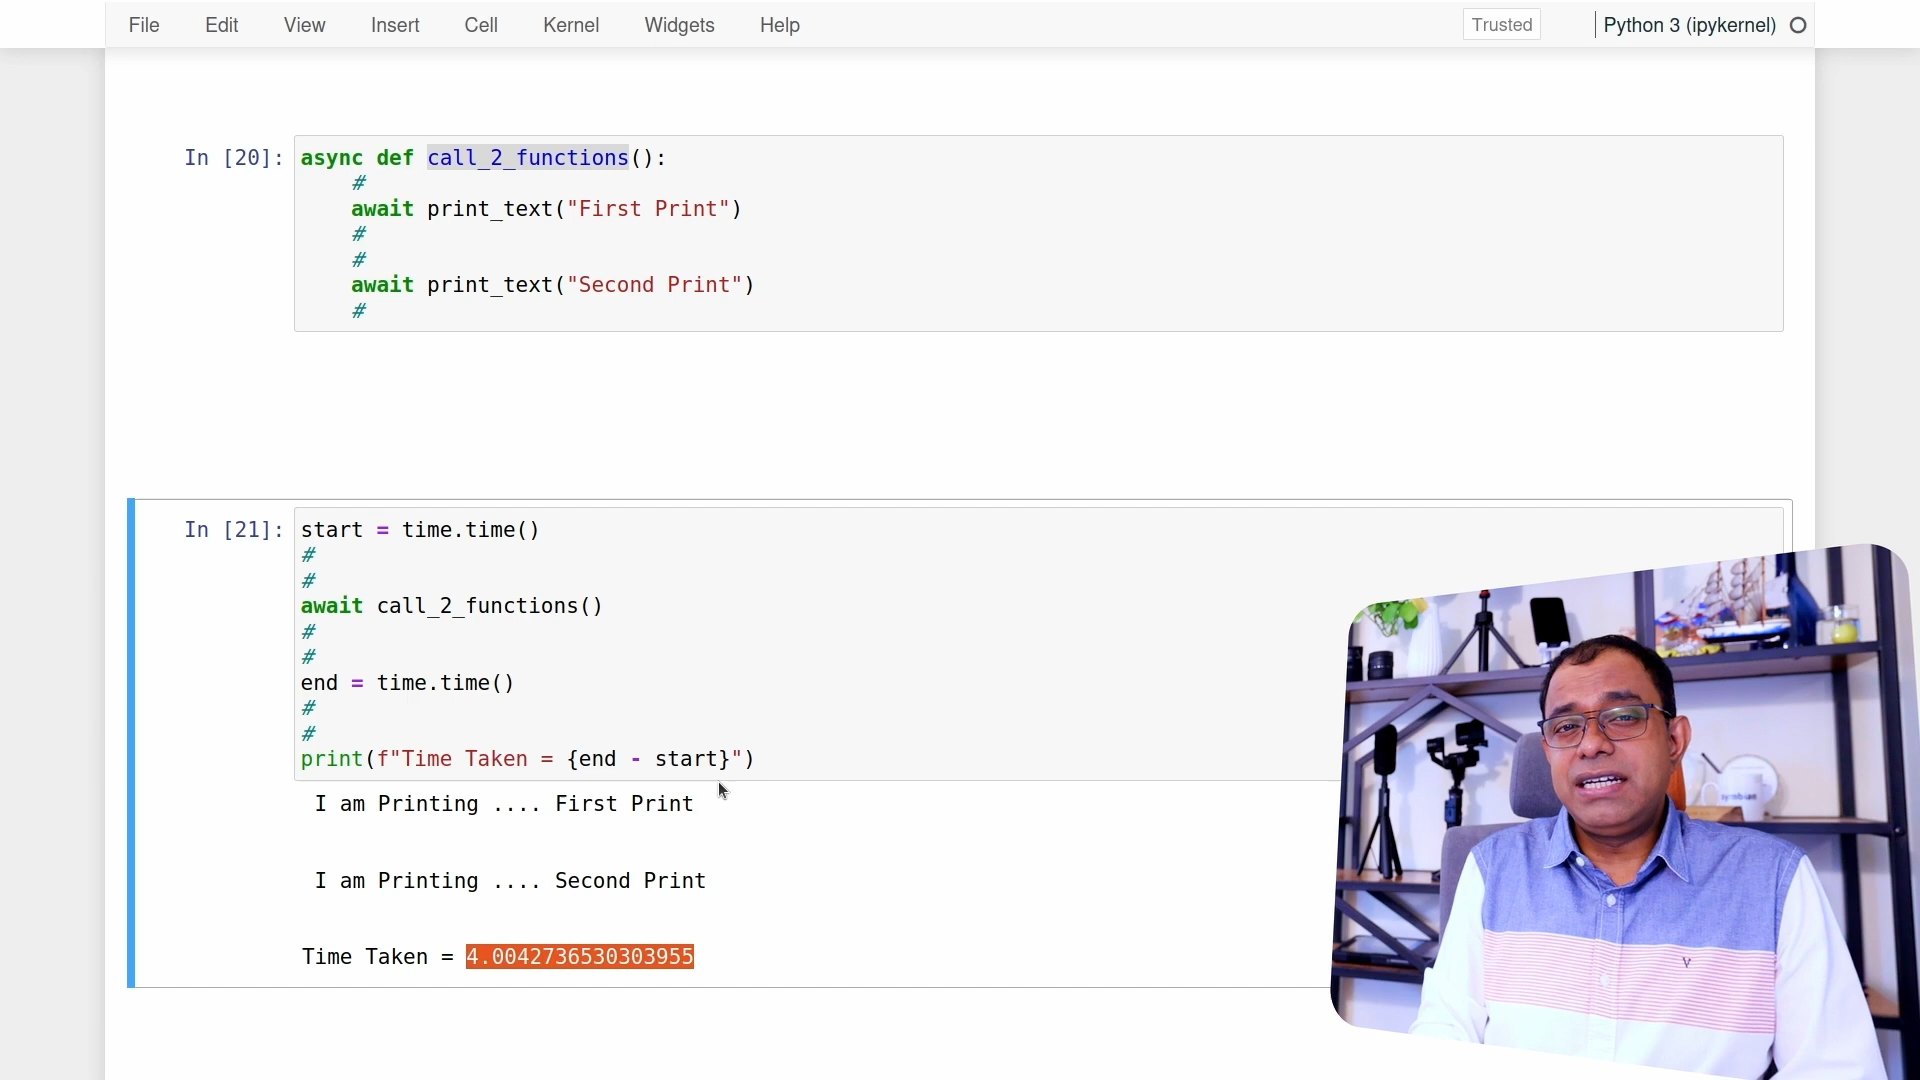 File Edit View Insert Cell Kernel Widgets Help Trusted Python 3 (ipykernel)
In [20]: async def call_2_functions():
#
await print_text("First Print")
#
#
await print_text("Second Print")
#
In [21]: start = time.time()
#
#
await call_2_functions()
#
#
end = time.time()
#
#
print(f"Time Taken = {end - start}")
I am Printing .... First Print
I am Printing .... Second Print
Time Taken = 4.0042736530303955
symbian
V